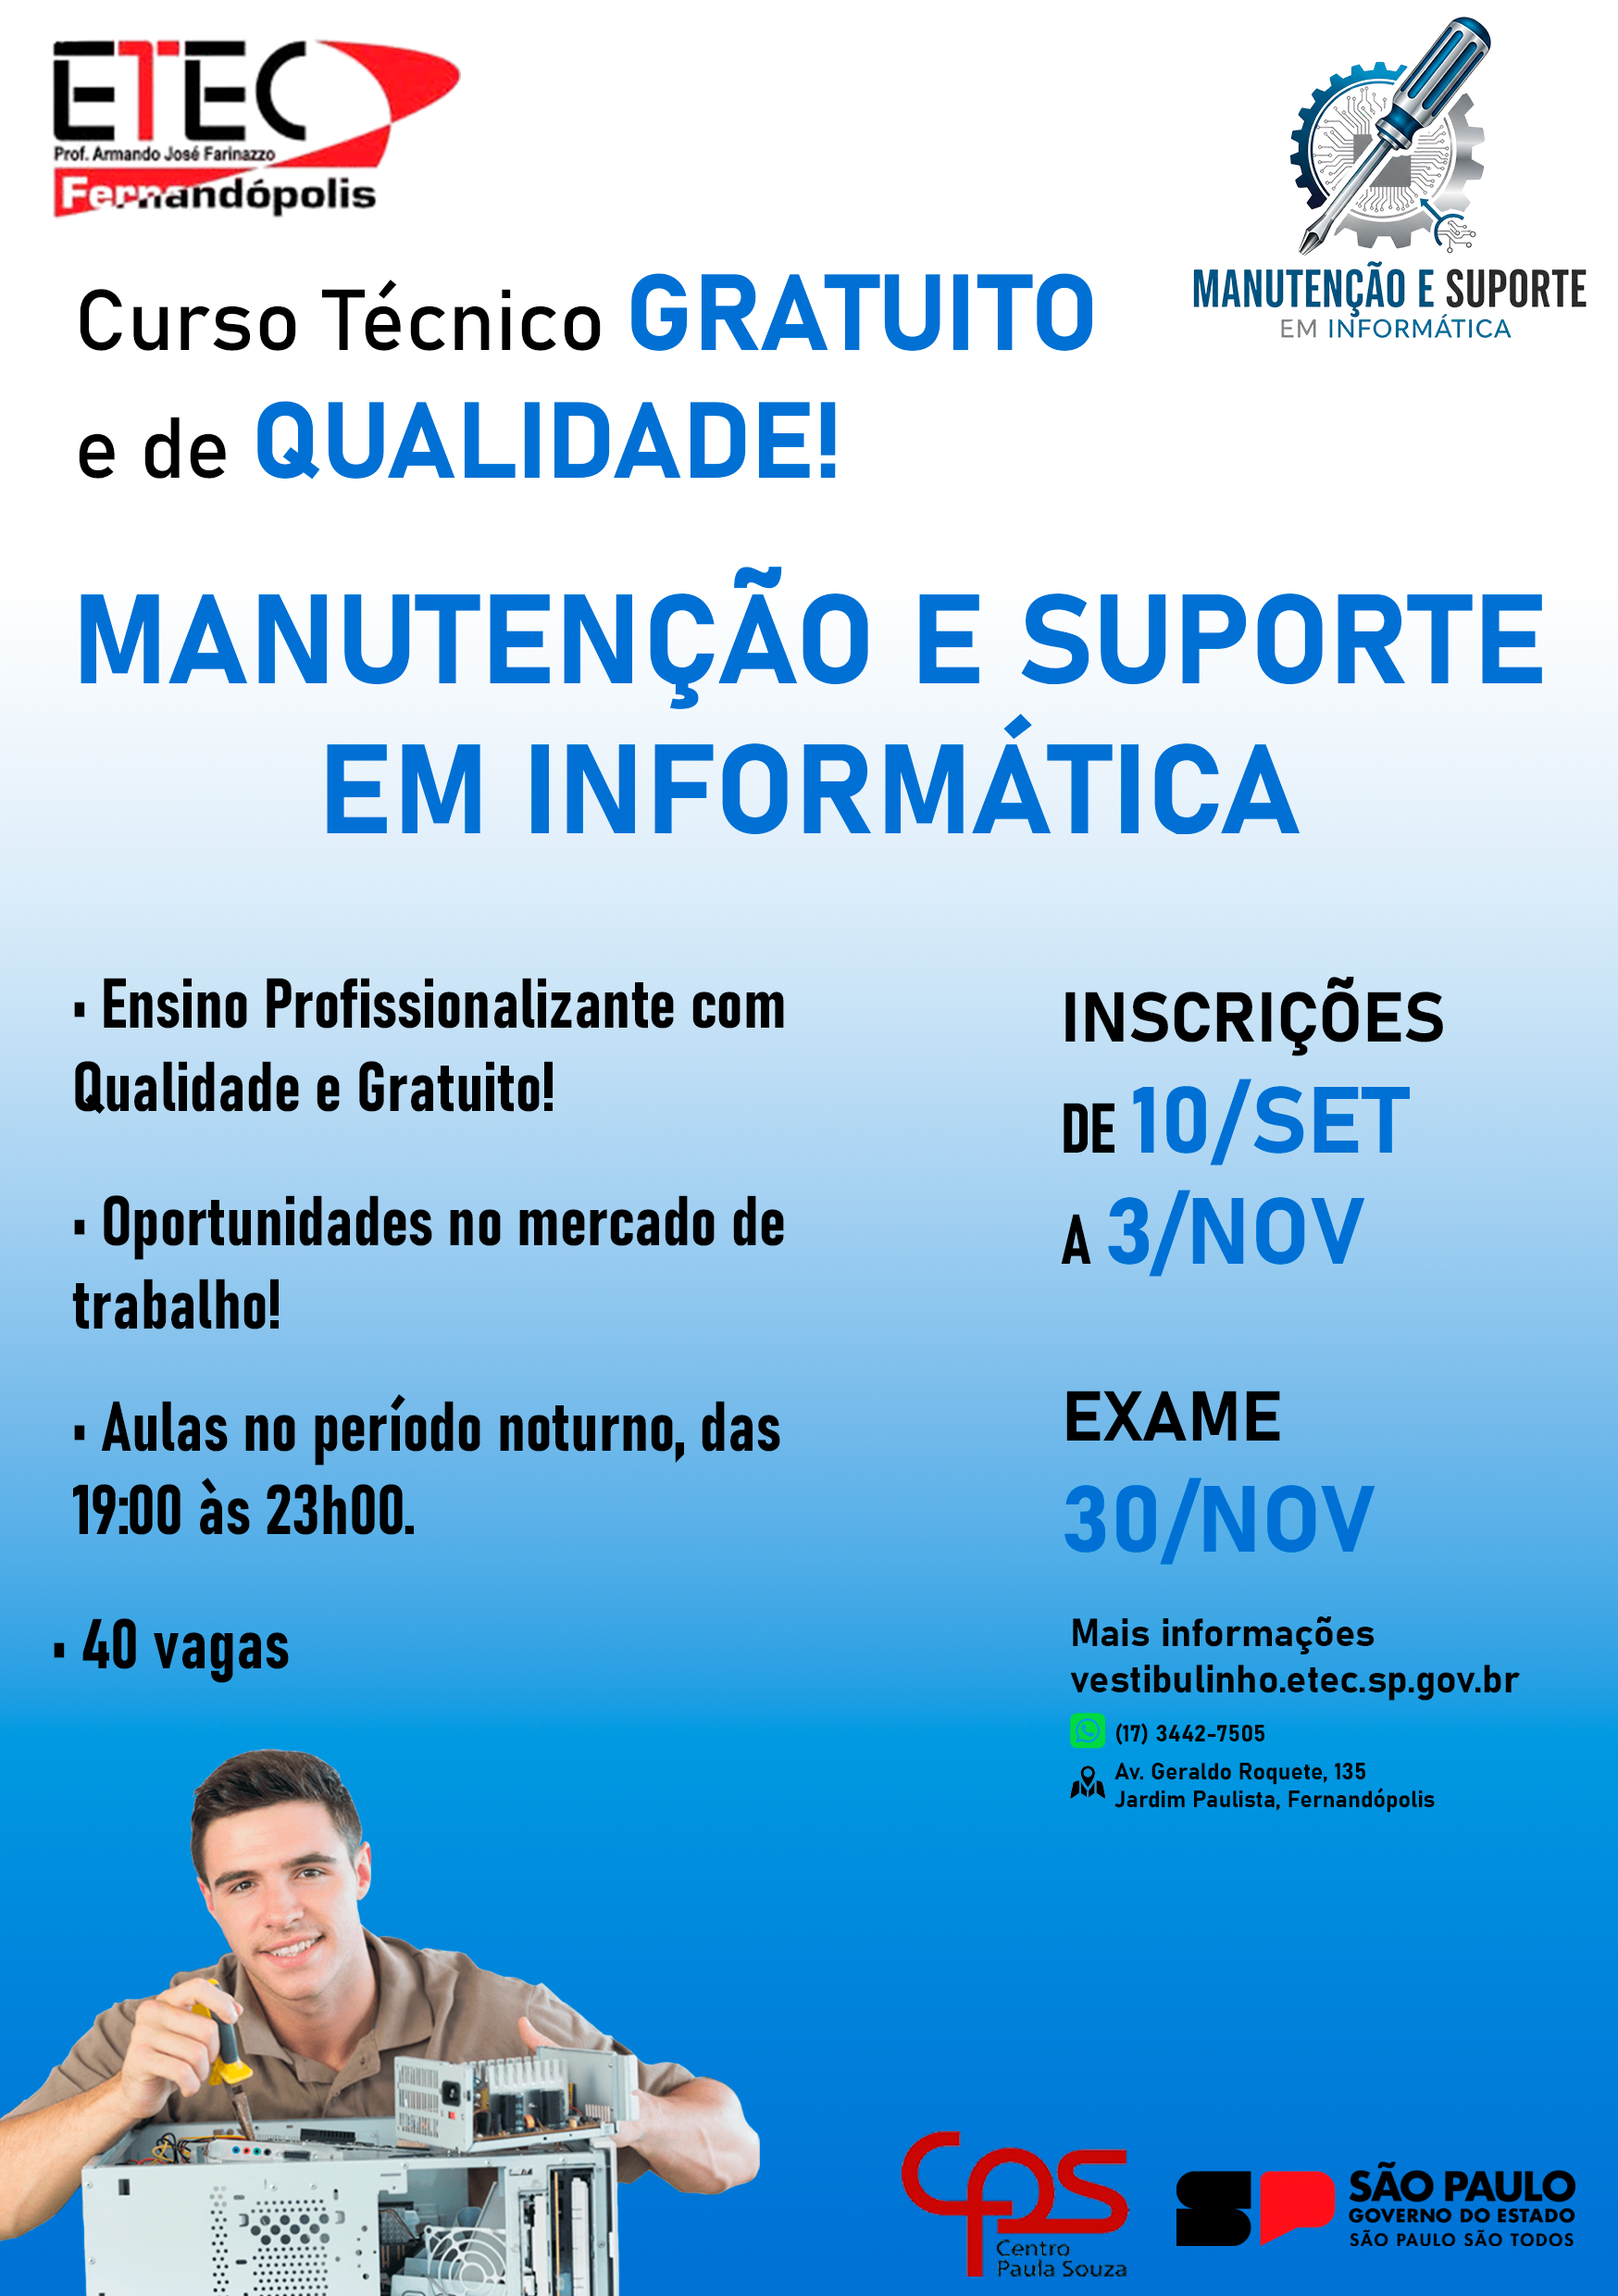 ETEC
Prof. Armando José Farinazzo
Fernandópolis
MANUTENÇÃO E SUPORTE
EM INFORMÁTICA
Curso Técnico GRATUITO
e de QUALIDADE!
MANUTENÇÃO E SUPORTE
EM INFORMÁTICA
▪ Ensino Profissionalizante com
Qualidade e Gratuito!
▪ Oportunidades no mercado de
trabalho!
▪ Aulas no período noturno, das
19:00 às 23h00.
▪ 40 vagas
INSCRIÇÕES
DE 10/SET
A 3/NOV
EXAME
30/NOV
Mais informações
vestibulinho.etec.sp.gov.br
(17) 3442-7505
Av. Geraldo Roquete, 135
Jardim Paulista, Fernandópolis
cps
Centro
Paula Souza
SP
SÃO PAULO
GOVERNO DO ESTADO
SÃO PAULO SÃO TODOS